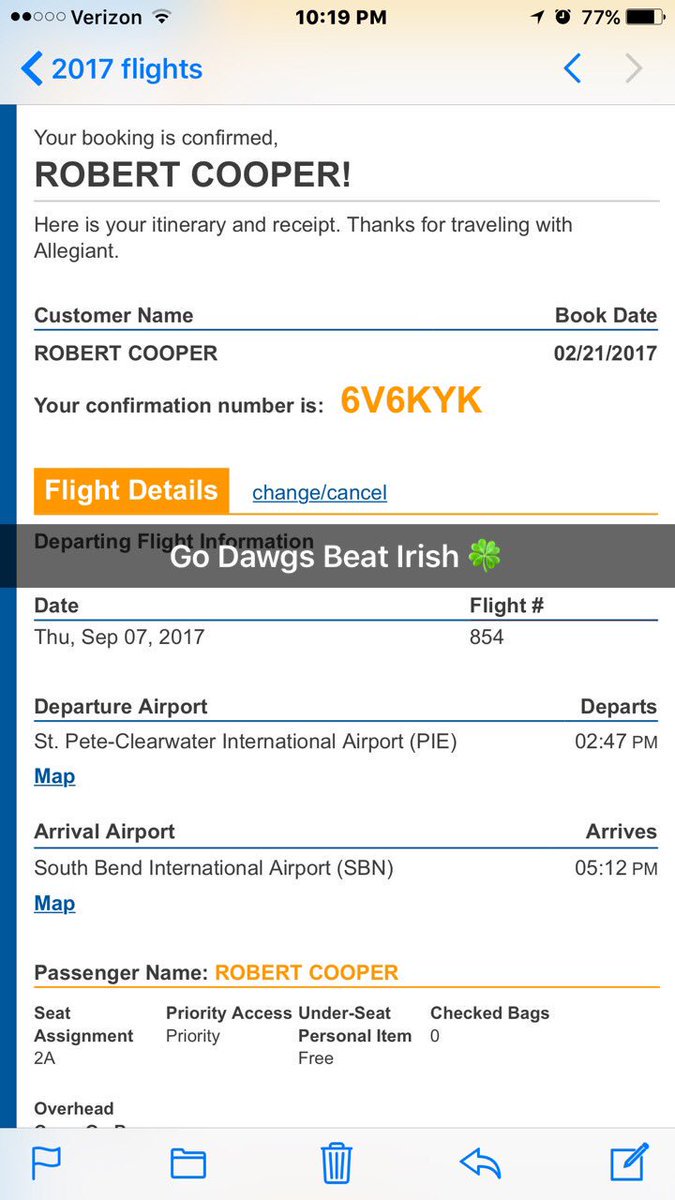 Verizon 10:19 PM 77%
2017 flights
Your booking is confirmed,
ROBERT COOPER!
Here is your itinerary and receipt. Thanks for traveling with
Allegiant.
Customer Name Book Date
ROBERT COOPER 02/21/2017
Your confirmation number is: 6V6KYK
Flight Details change/cancel
Departing Flight Information
Go Dawgs Beat Irish 🍀
Date Flight #
Thu, Sep 07, 2017 854
Departure Airport Departs
St. Pete-Clearwater International Airport (PIE) 02:47 PM
Map
Arrival Airport Arrives
South Bend International Airport (SBN) 05:12 PM
Map
Passenger Name: ROBERT COOPER
Seat Priority Access Under-Seat Checked Bags
Assignment Priority Personal Item 0
2A Free
Overhead